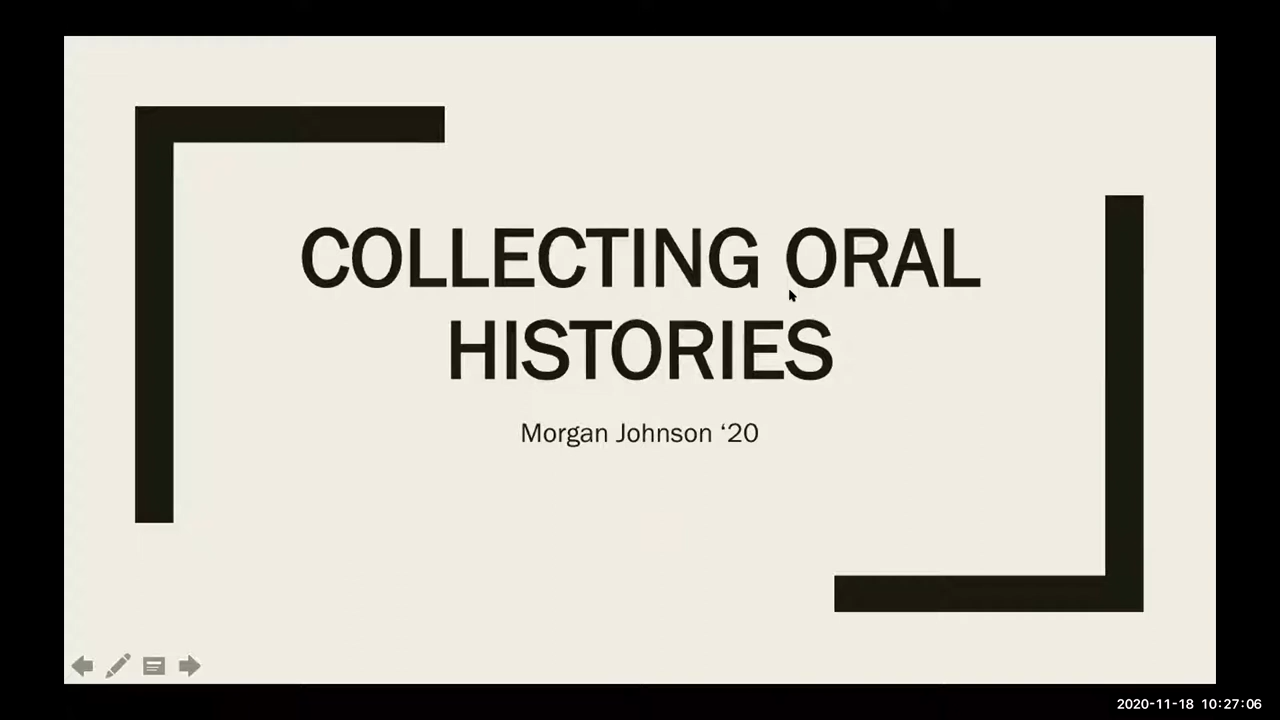 COLLECTING ORAL
HISTORIES
Morgan Johnson ‘20
2020-11-18 10:27:06